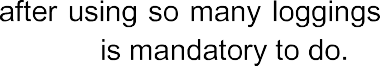 after using so many loggings
is mandatory to do.